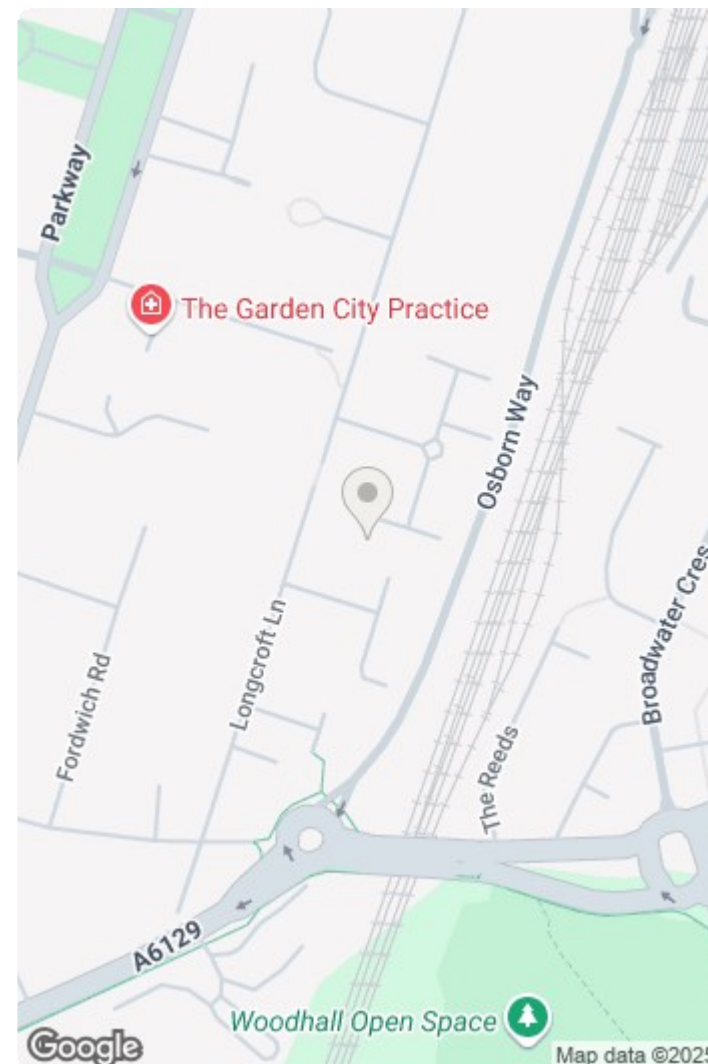 Parkway
The Garden City Practice
Osborn Way
Longcroft Ln
Fordwich Rd
Broadwater Cres
The Reeds
A6129
Woodhall Open Space
Google
Map data ©2025